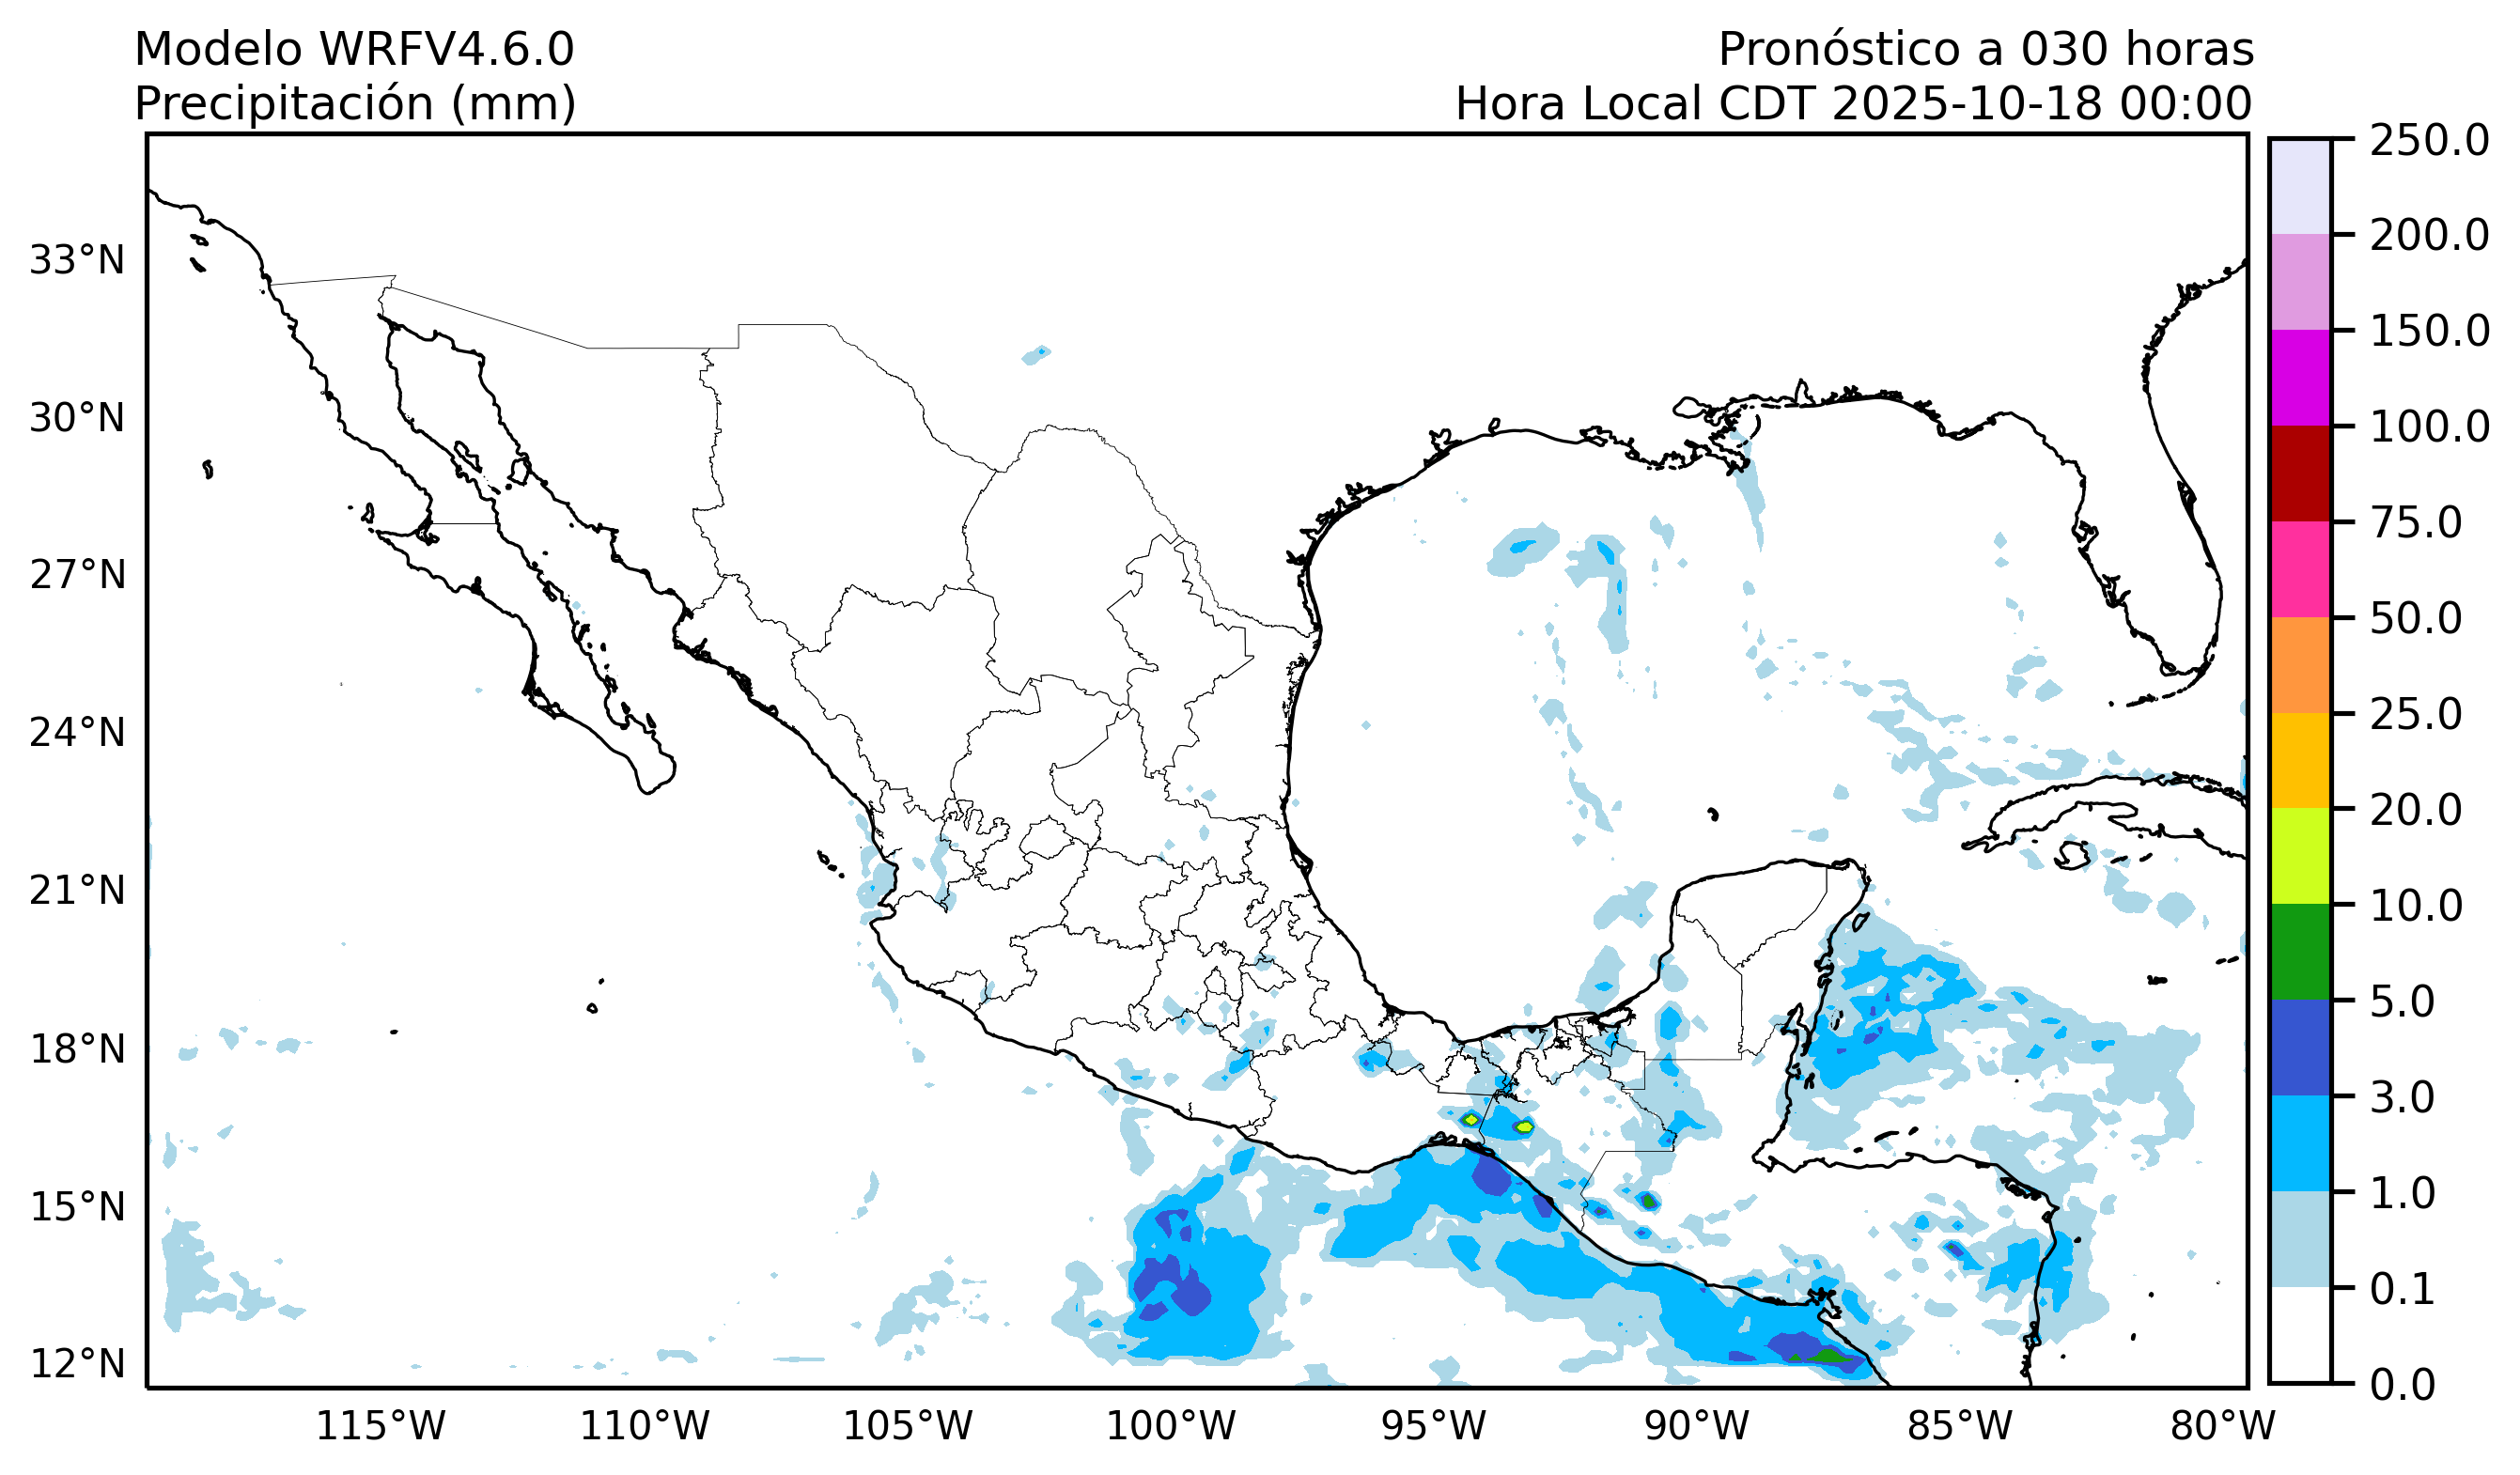 Modelo WRFV4.6.0
Precipitación (mm)
Pronóstico a 030 horas
Hora Local CDT 2025-10-18 00:00
33°N
30°N
27°N
24°N
21°N
18°N
15°N
12°N
115°W
110°W
105°W
100°W
95°W
90°W
85°W
80°W
250.0
200.0
150.0
100.0
75.0
50.0
25.0
20.0
10.0
5.0
3.0
1.0
0.1
0.0